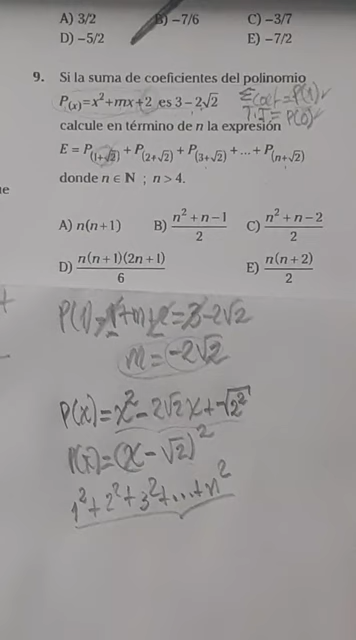 A) 3/2 B) −7/6 C) −3/7
D) −5/2 E) −7/2
9. Si la suma de coeficientes del polinomio
P(x)=x²+mx+2 es 3−2√2 Σcoef=P(1)
T.I=P(0)
calcule en término de n la expresión
E = P(1+√2) + P(2+√2) + P(3+√2) + ... + P(n+√2)
donde n ∈ N ; n > 4.
A) n(n+1) B) (n²+n−1)/2 C) (n²+n−2)/2
D) n(n+1)(2n+1)/6 E) n(n+2)/2
P(1)=1+m+2=3−2√2
m=−2√2
P(x)=x²−2√2x+√2²
P(x)=(x−√2)²
1²+2²+3²+...+n²